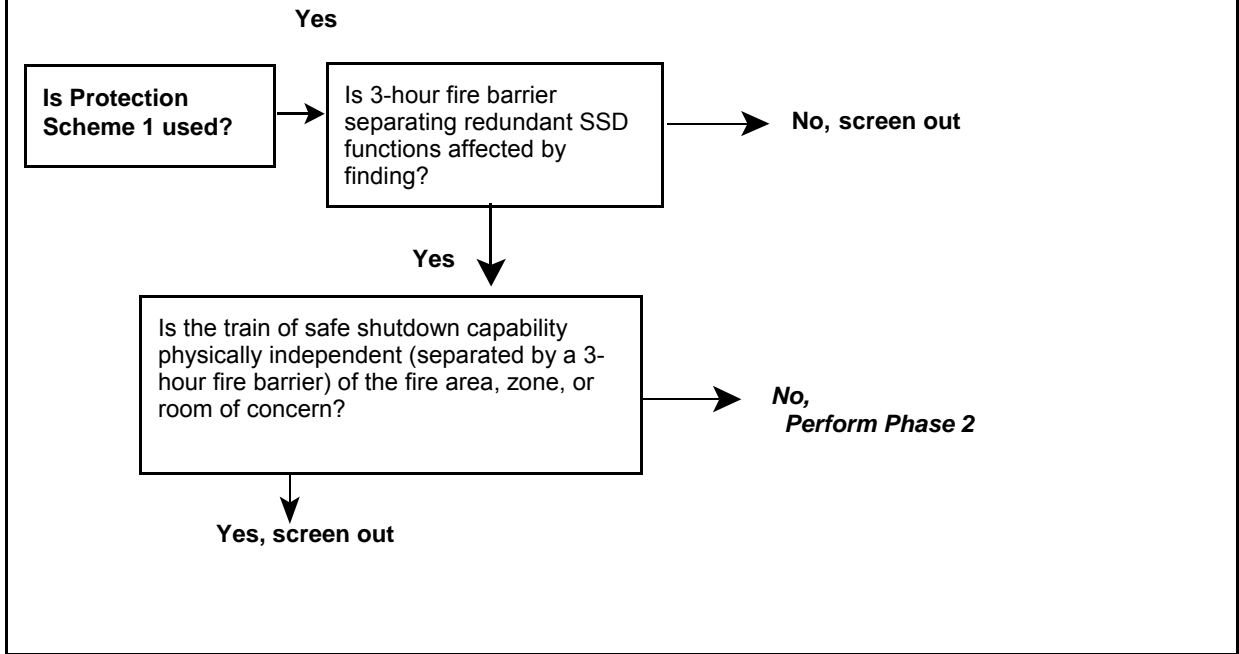 Yes
Is Protection
Scheme 1 used?
Is 3-hour fire barrier
separating redundant SSD
functions affected by
finding?
No, screen out
Yes
Is the train of safe shutdown capability
physically independent (separated by a 3-
hour fire barrier) of the fire area, zone, or
room of concern?
No,
Perform Phase 2
Yes, screen out